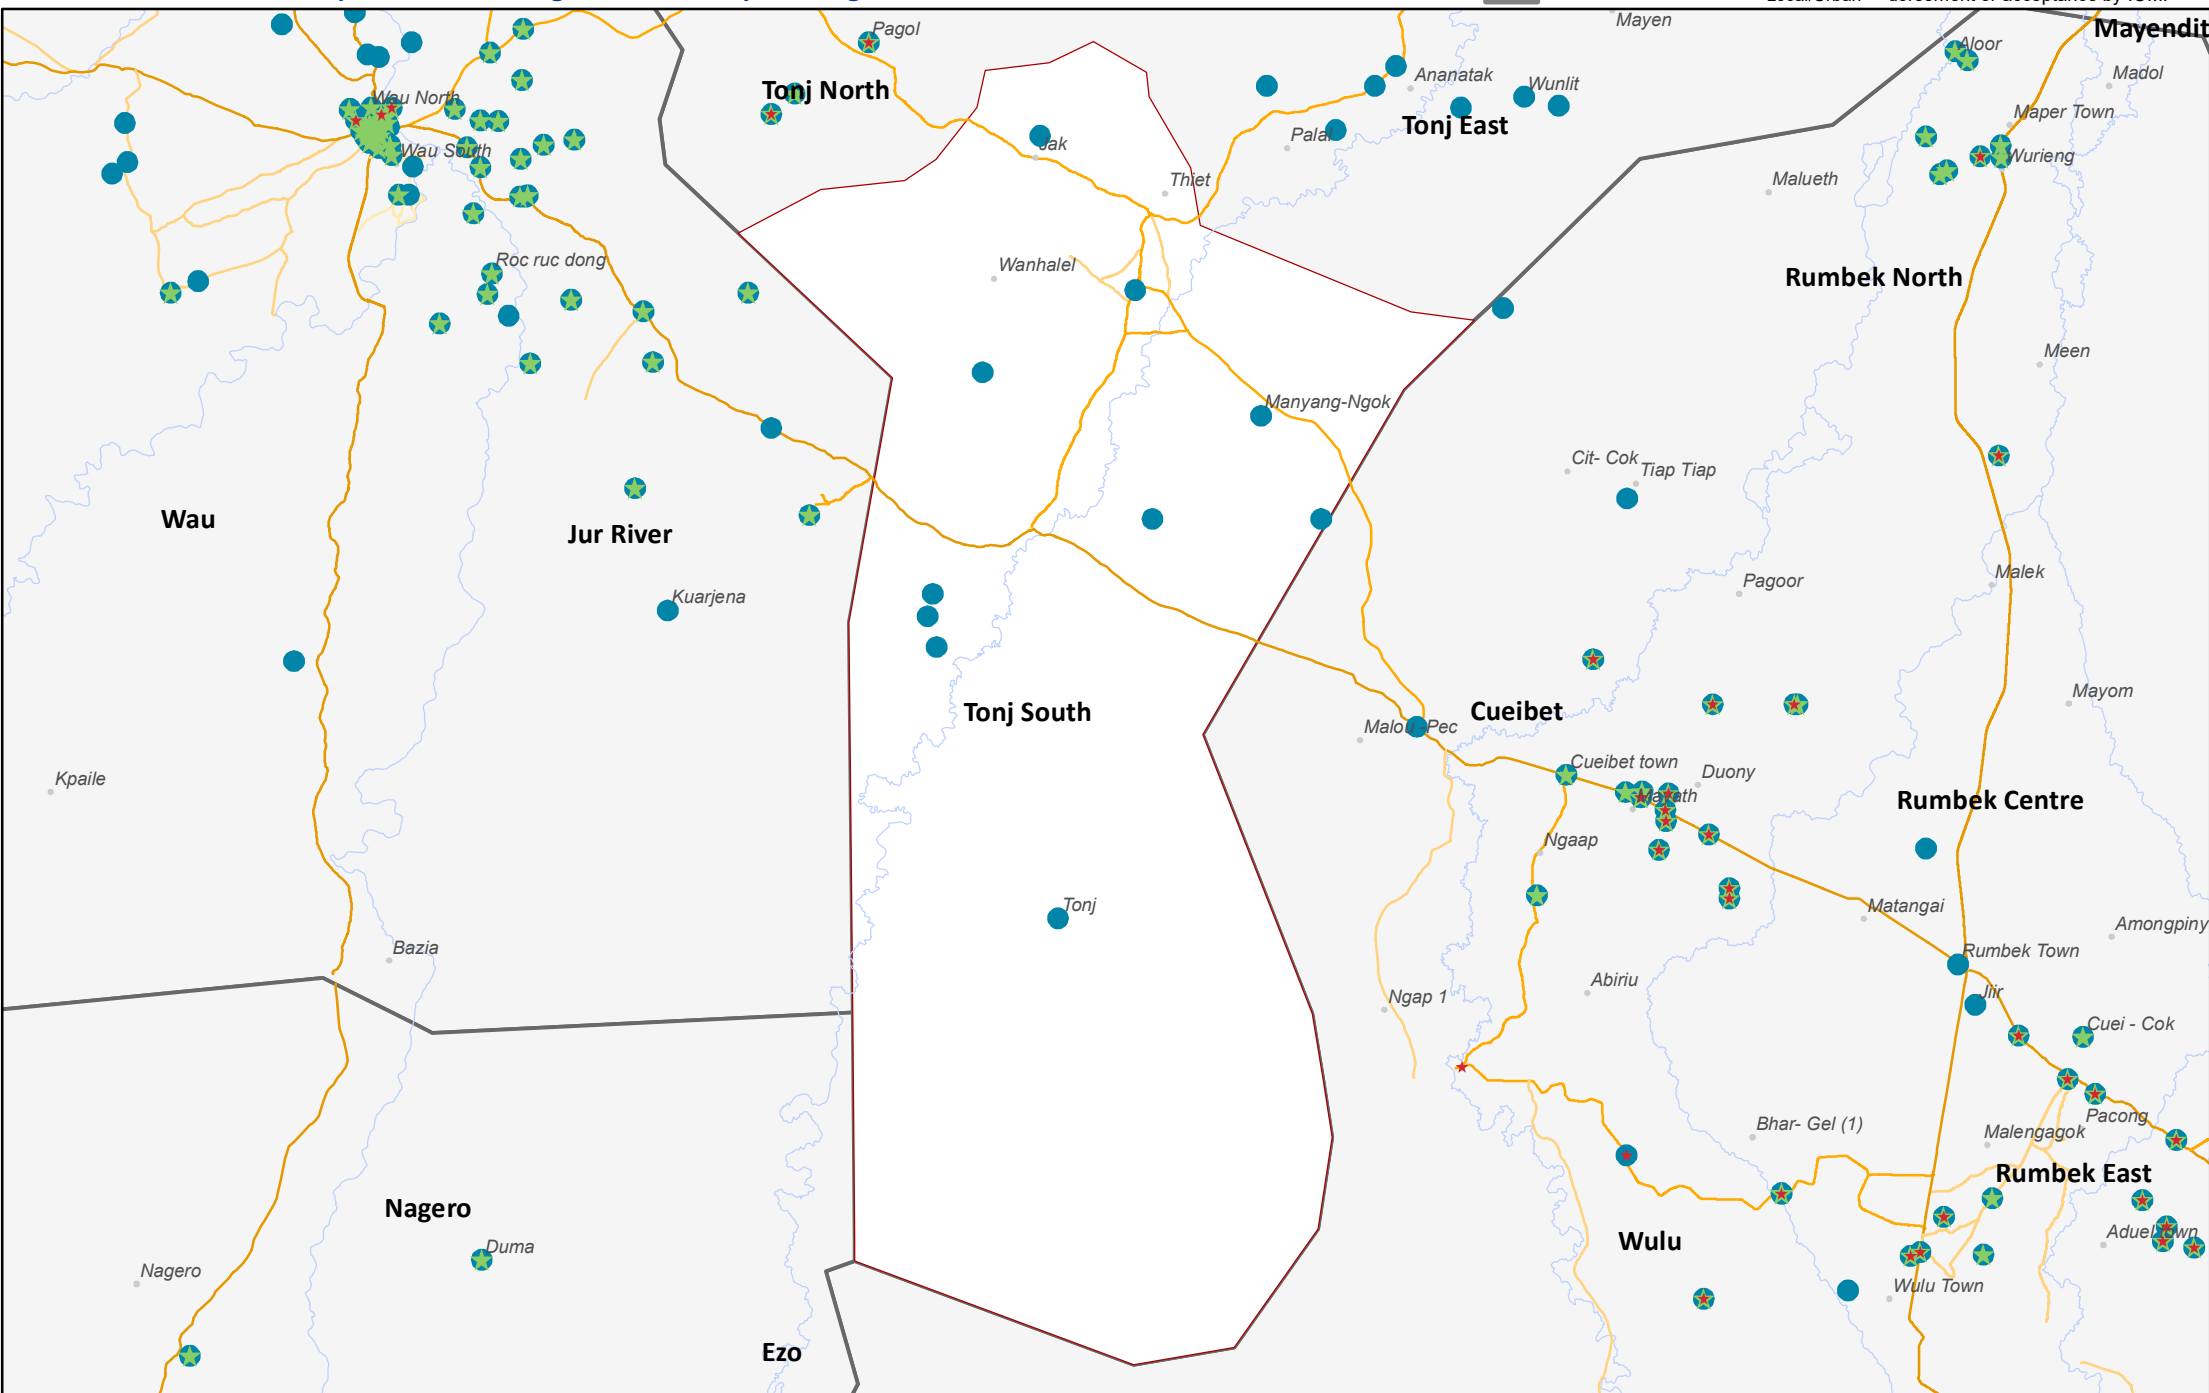 Pagol
Mayen
Mayendit
Aloor
Madol
Ananatak
Wunlit
Tonj North
Wau North
Maper Town
Tonj East
Palal
Jak
Wau South
Wurieng
Thiet
Malueth
Roc ruc dong
Wanhalel
Rumbek North
Meen
Manyang-Ngok
Cit- Cok
Tiap Tiap
Wau
Jur River
Malek
Pagoor
Kuarjena
Mayom
Tonj South
Cueibet
Malou -Pec
Cueibet town
Duony
Kpaile
Rumbek Centre
Ngaap
Tonj
Matangai
Amongpiny
Bazia
Rumbek Town
Abiriu
Jiir
Ngap 1
Cuei - Cok
Pacong
Bhar- Gel (1)
Malengagok
Rumbek East
Nagero
Aduel town
Wulu
Duma
Nagero
Wulu Town
Ezo